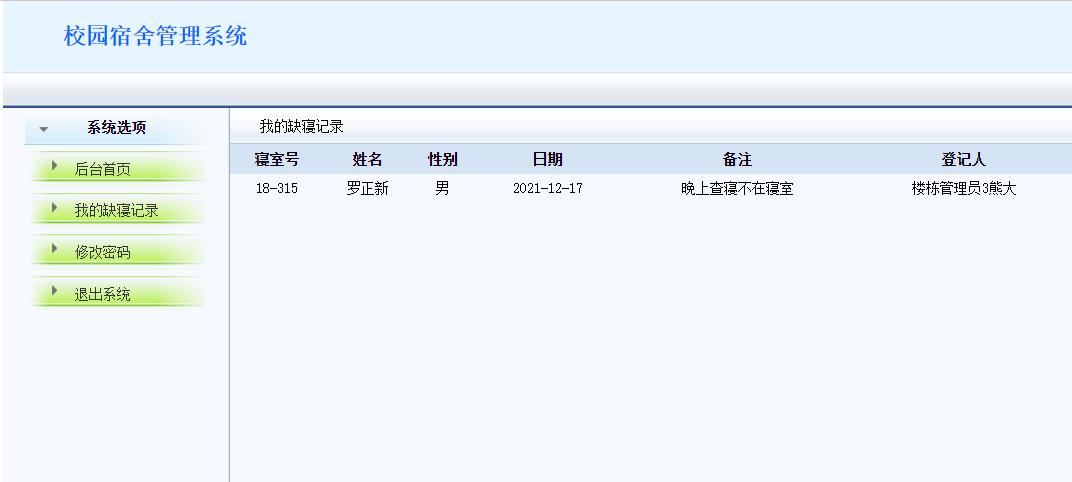 校园宿舍管理系统
系统选项
后台首页
我的缺寝记录
修改密码
退出系统
我的缺寝记录
寝室号 姓名 性别 日期 备注 登记人
18-315 罗正新 男 2021-12-17 晚上查寝不在寝室 楼栋管理员3熊大